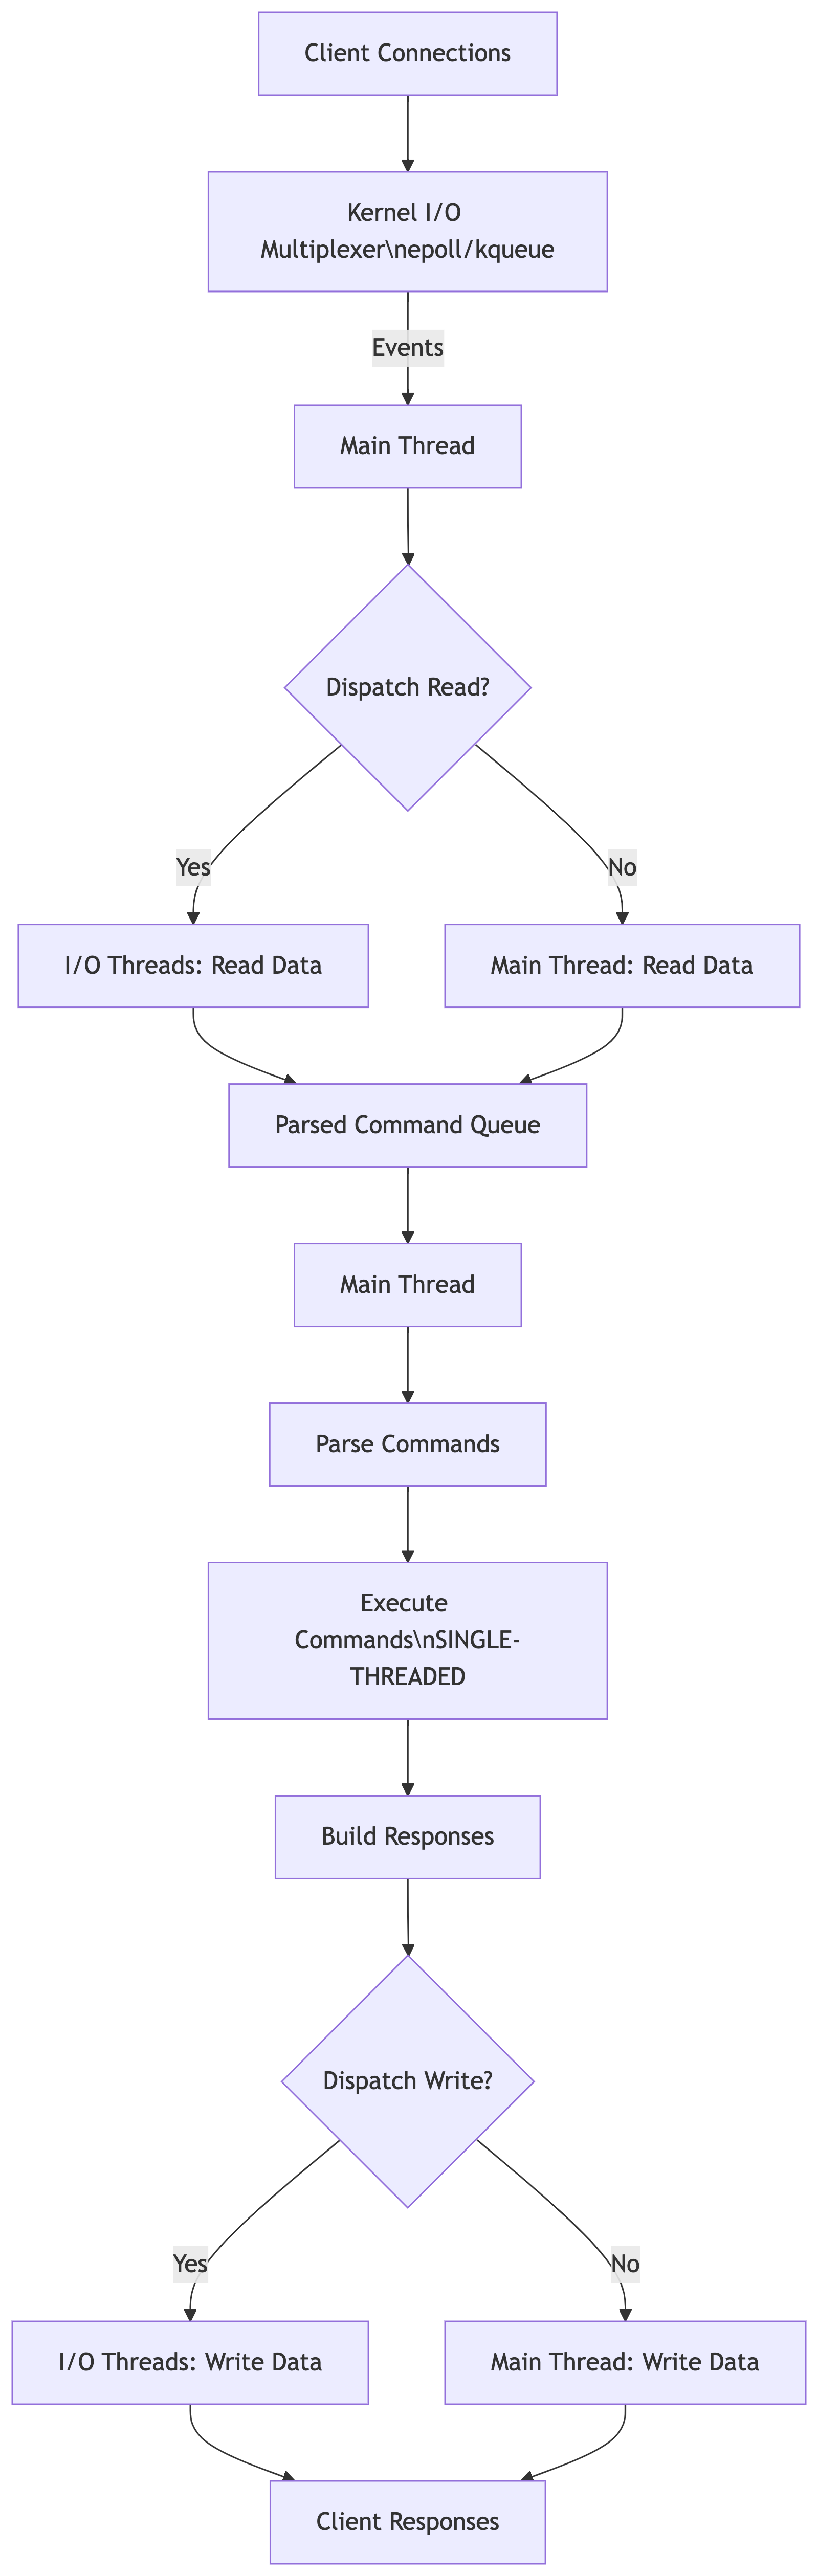 Client Connections
Kernel I/O
Multiplexer\nepoll/kqueue
Events
Main Thread
Dispatch Read?
Yes
No
I/O Threads: Read Data
Main Thread: Read Data
Parsed Command Queue
Main Thread
Parse Commands
Execute
Commands\nSINGLE-
THREADED
Build Responses
Dispatch Write?
Yes
No
I/O Threads: Write Data
Main Thread: Write Data
Client Responses